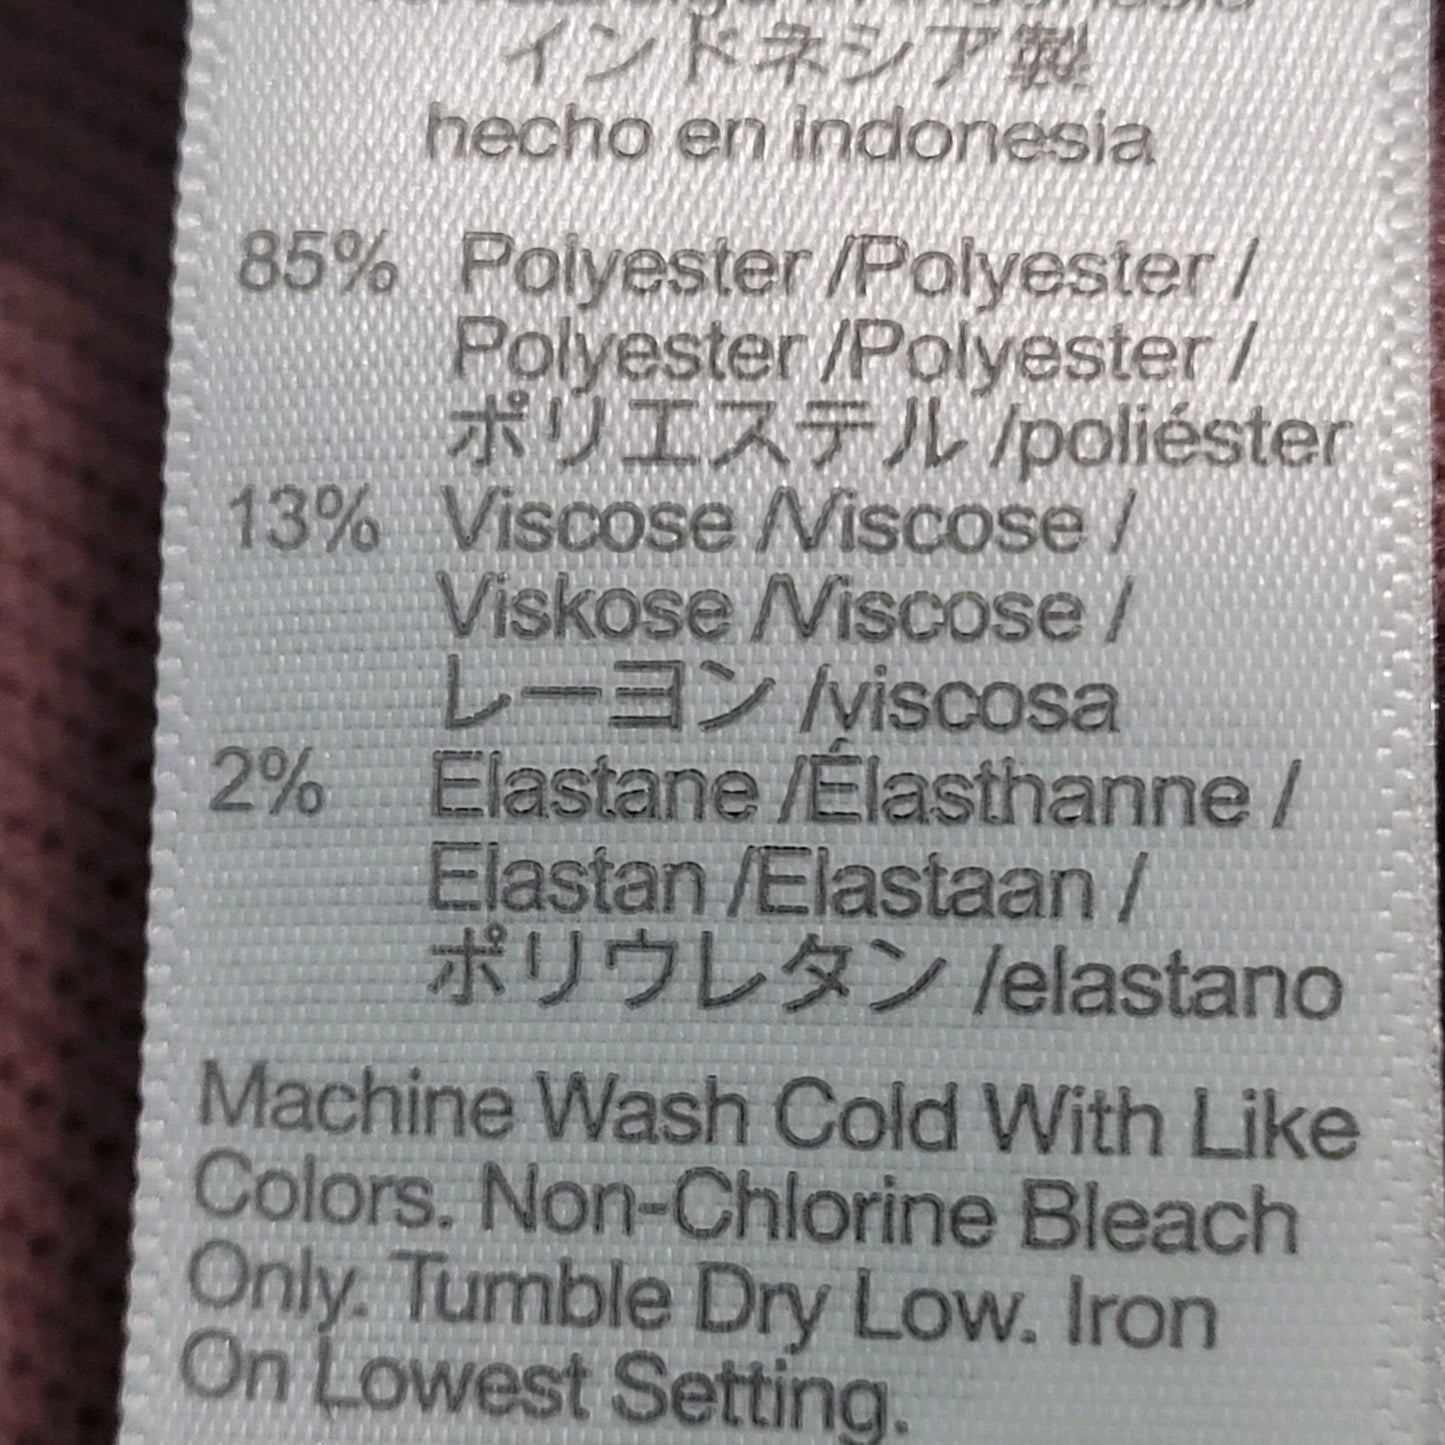 インドネシア製
hecho en indonesia
85% Polyester /Polyester /
Polyester /Polyester /
ポリエステル /poliéster
13% Viscose /Viscose /
Viskose /Viscose /
レーヨン /viscosa
2% Elastane /Élasthanne /
Elastan /Elastaan /
ポリウレタン /elastano
Machine Wash Cold With Like
Colors. Non-Chlorine Bleach
Only. Tumble Dry Low. Iron
On Lowest Setting.